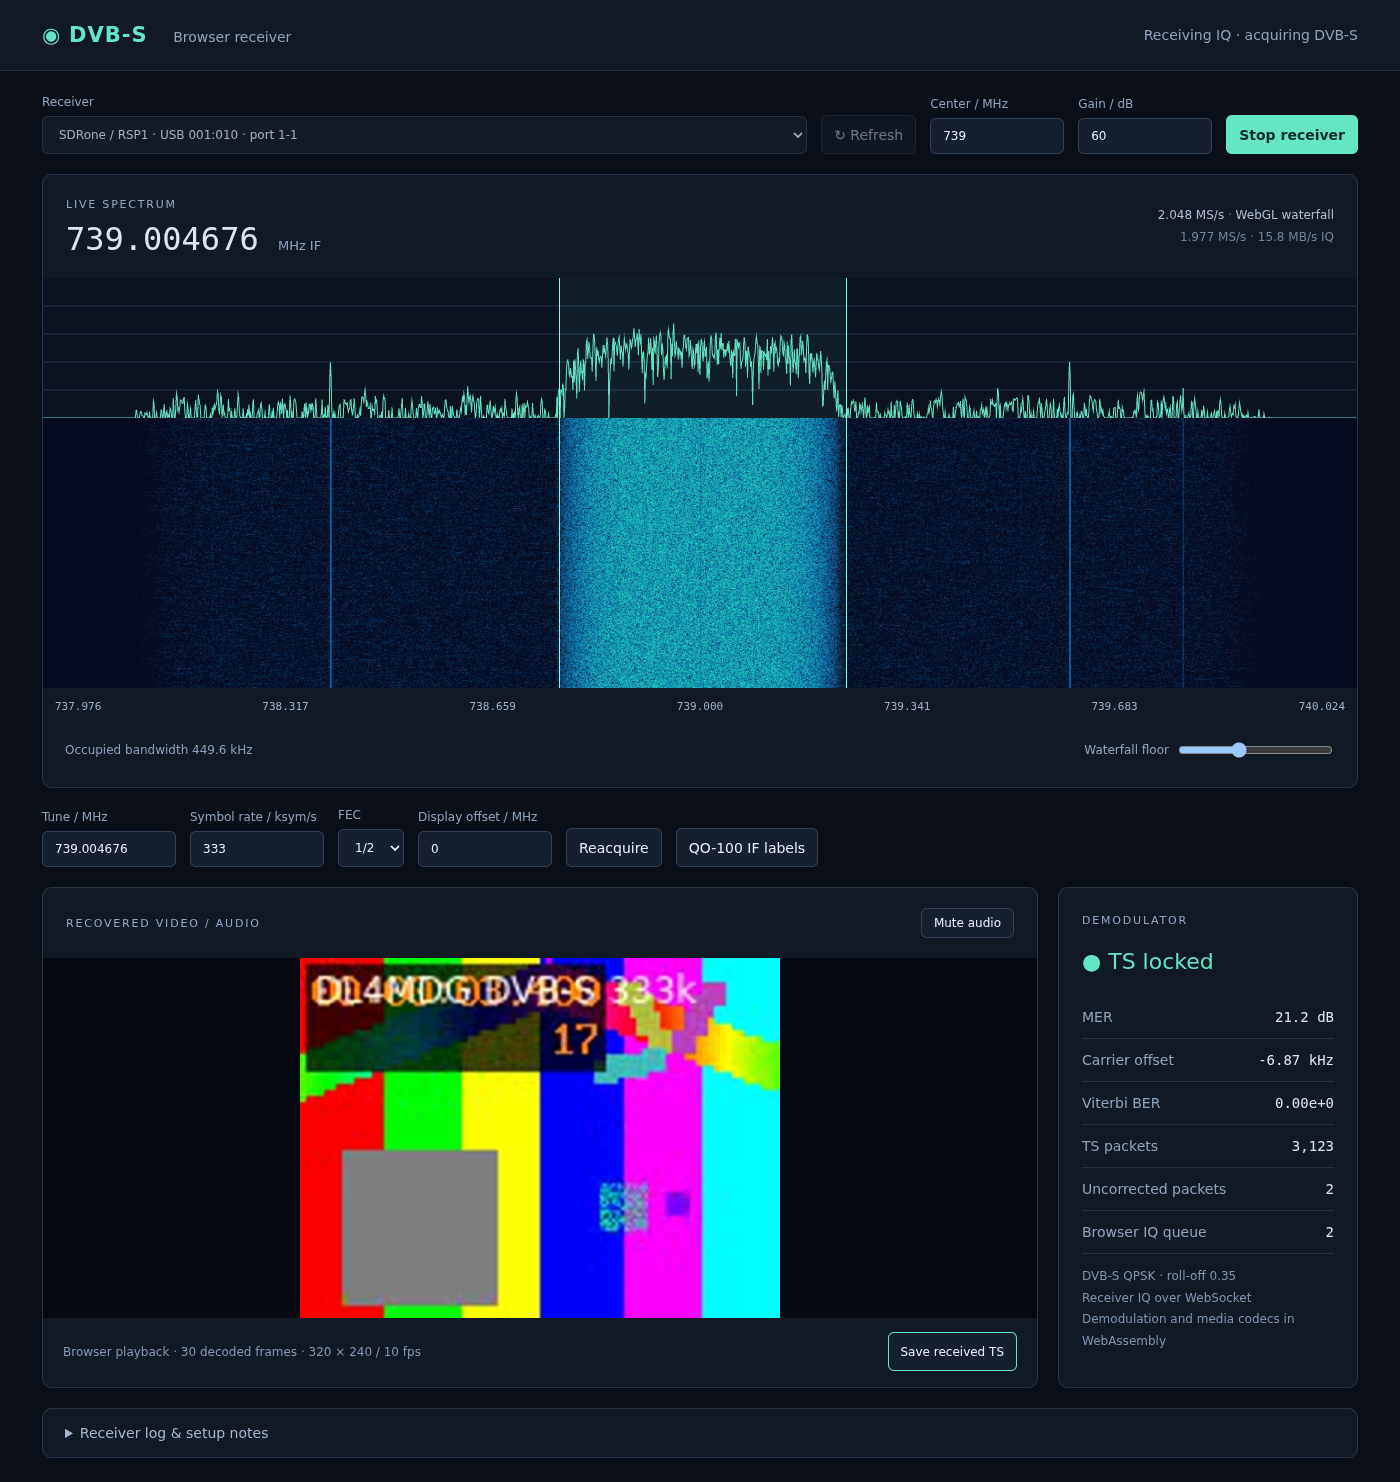 ◉ DVB-S Browser receiver
Receiving IQ · acquiring DVB-S
Receiver
Center / MHz
Gain / dB
SDRone / RSP1 · USB 001:010 · port 1-1
↻ Refresh
739
60
Stop receiver
LIVE SPECTRUM
739.004676 MHz IF
2.048 MS/s · WebGL waterfall
1.977 MS/s · 15.8 MB/s IQ
737.976 738.317 738.659 739.000 739.341 739.683 740.024
Occupied bandwidth 449.6 kHz
Waterfall floor
Tune / MHz
Symbol rate / ksym/s
FEC
Display offset / MHz
739.004676
333
1/2
0
Reacquire
QO-100 IF labels
RECOVERED VIDEO / AUDIO
Mute audio
DL4MDG DVB-S 333k
17
Browser playback · 30 decoded frames · 320 × 240 / 10 fps
Save received TS
DEMODULATOR
● TS locked
MER 21.2 dB
Carrier offset -6.87 kHz
Viterbi BER 0.00e+0
TS packets 3,123
Uncorrected packets 2
Browser IQ queue 2
DVB-S QPSK · roll-off 0.35
Receiver IQ over WebSocket
Demodulation and media codecs in
WebAssembly
▶ Receiver log & setup notes